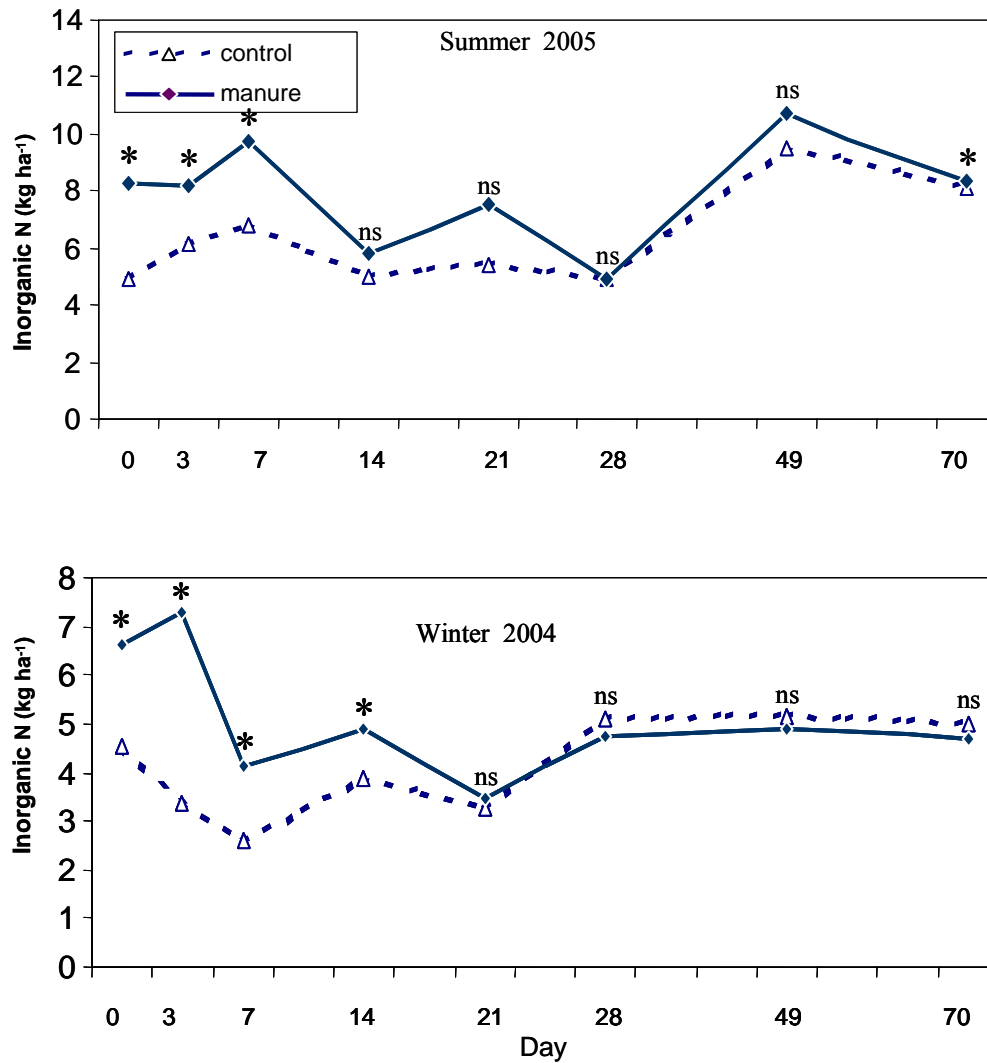 Summer 2005
control
manure
Inorganic N (kg ha-1)
14
12
10
8
6
4
2
0
*
*
*
ns
ns
ns
ns
*
0 3 7 14 21 28 49 70
Winter 2004
Inorganic N (kg ha-1)
8
7
6
5
4
3
2
1
0
*
*
*
*
ns
ns
ns
ns
0 3 7 14 21 28 49 70
Day